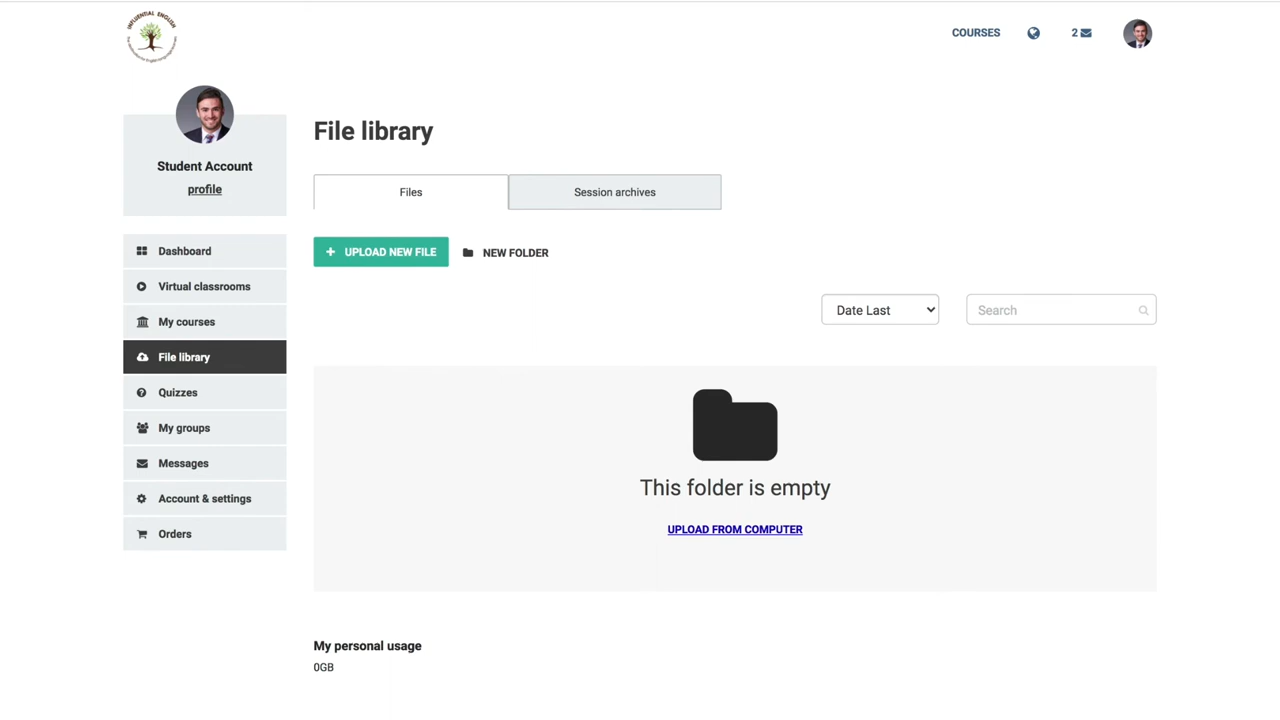 INFLUENTIAL ENGLISH
COURSES
2
Student Account
profile
Dashboard
Virtual classrooms
My courses
File library
Quizzes
My groups
Messages
Account & settings
Orders
File library
Files
Session archives
+ UPLOAD NEW FILE
NEW FOLDER
Date Last
Search
This folder is empty
UPLOAD FROM COMPUTER
My personal usage
0GB